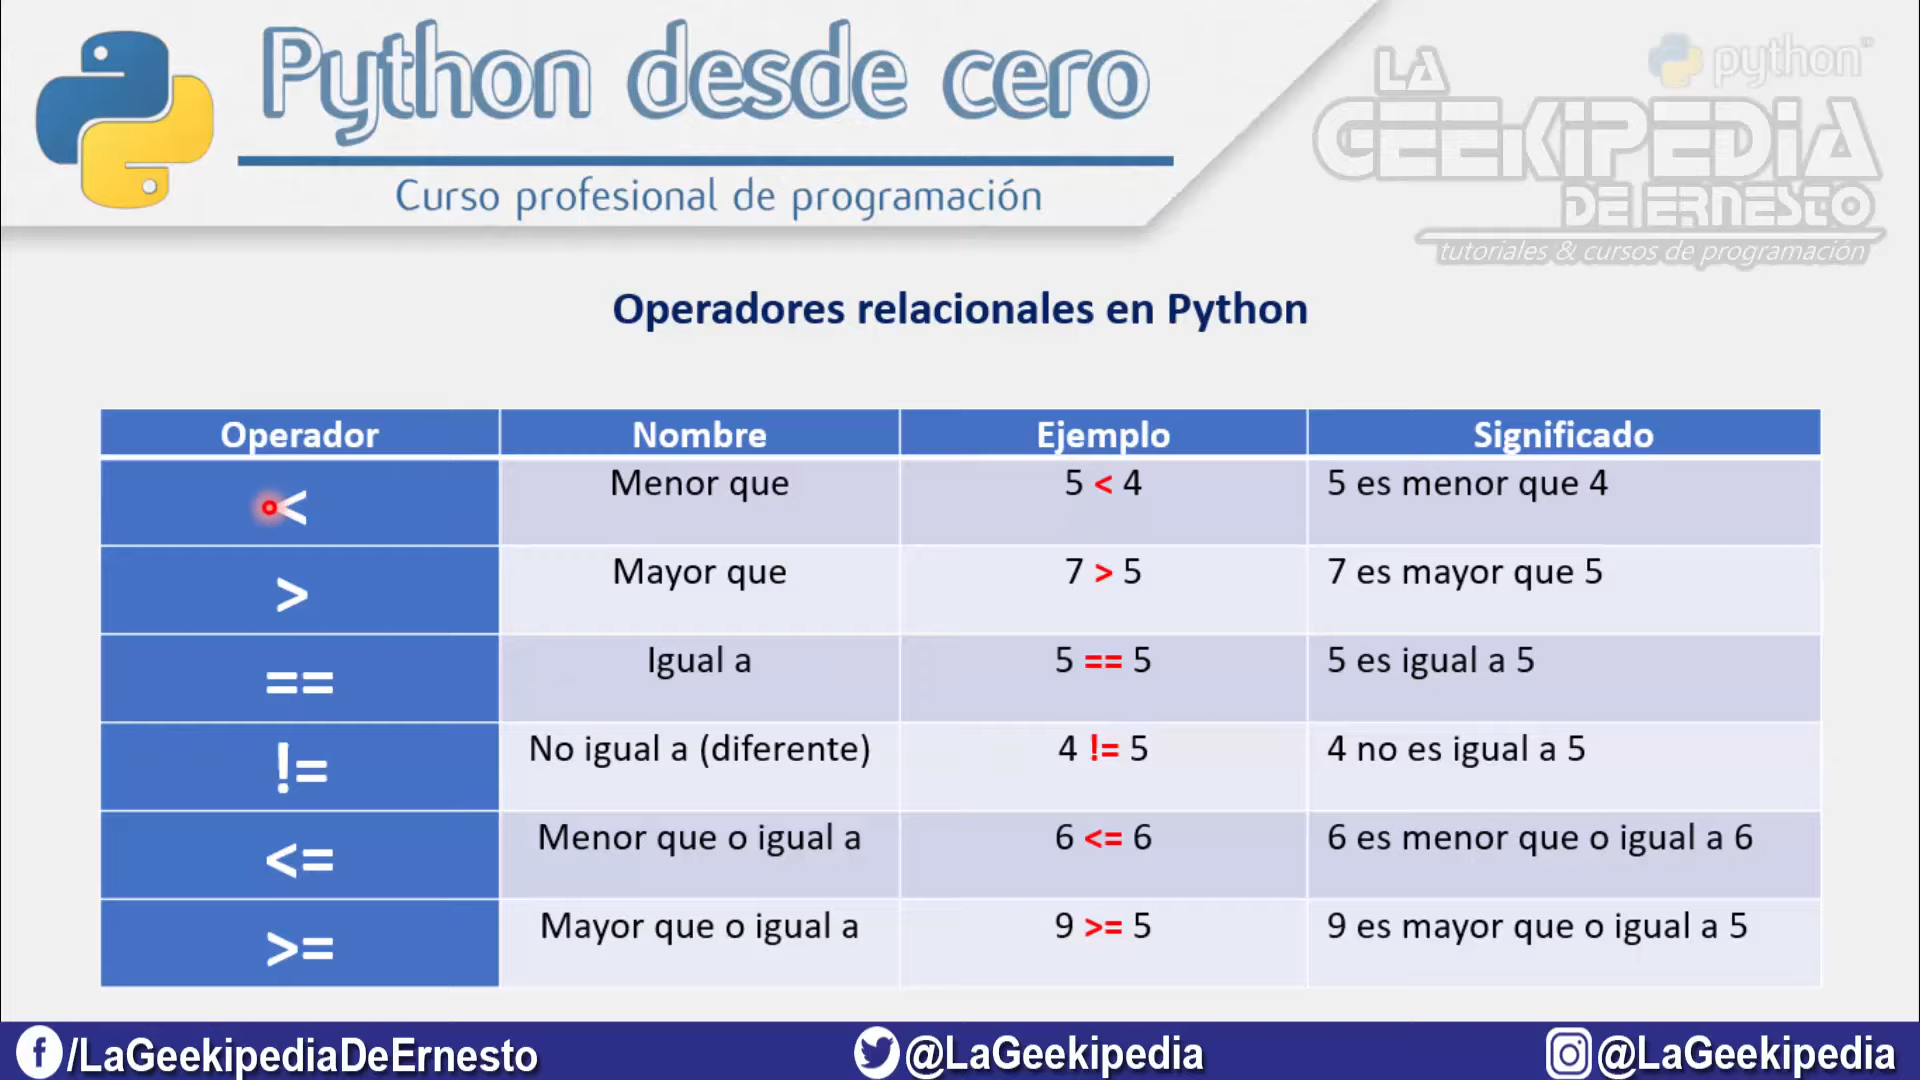 Python desde cero
Curso profesional de programación
python™
LA
GEEKIPEDIA
DE ERNESTO
tutoriales & cursos de programación
Operadores relacionales en Python
Operador Nombre Ejemplo Significado
< Menor que 5 < 4 5 es menor que 4
> Mayor que 7 > 5 7 es mayor que 5
== Igual a 5 == 5 5 es igual a 5
!= No igual a (diferente) 4 != 5 4 no es igual a 5
<= Menor que o igual a 6 <= 6 6 es menor que o igual a 6
>= Mayor que o igual a 9 >= 5 9 es mayor que o igual a 5
/LaGeekipediaDeErnesto @LaGeekipedia @LaGeekipedia